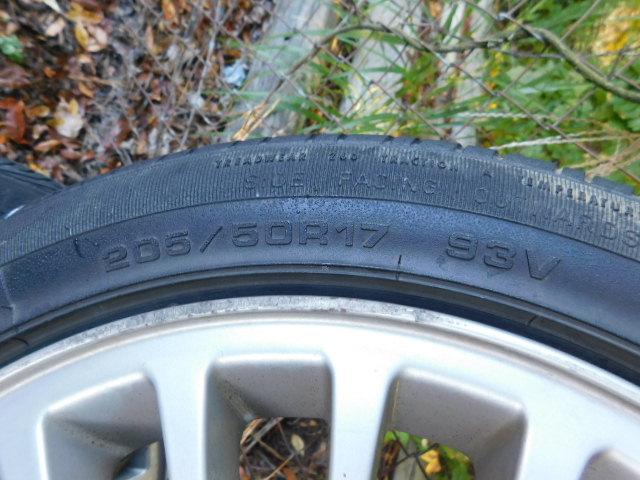 TREADWEAR 260 TRACTION TEMPERATURE
SIDE FACING OUTWARDS
205/50R17 93V